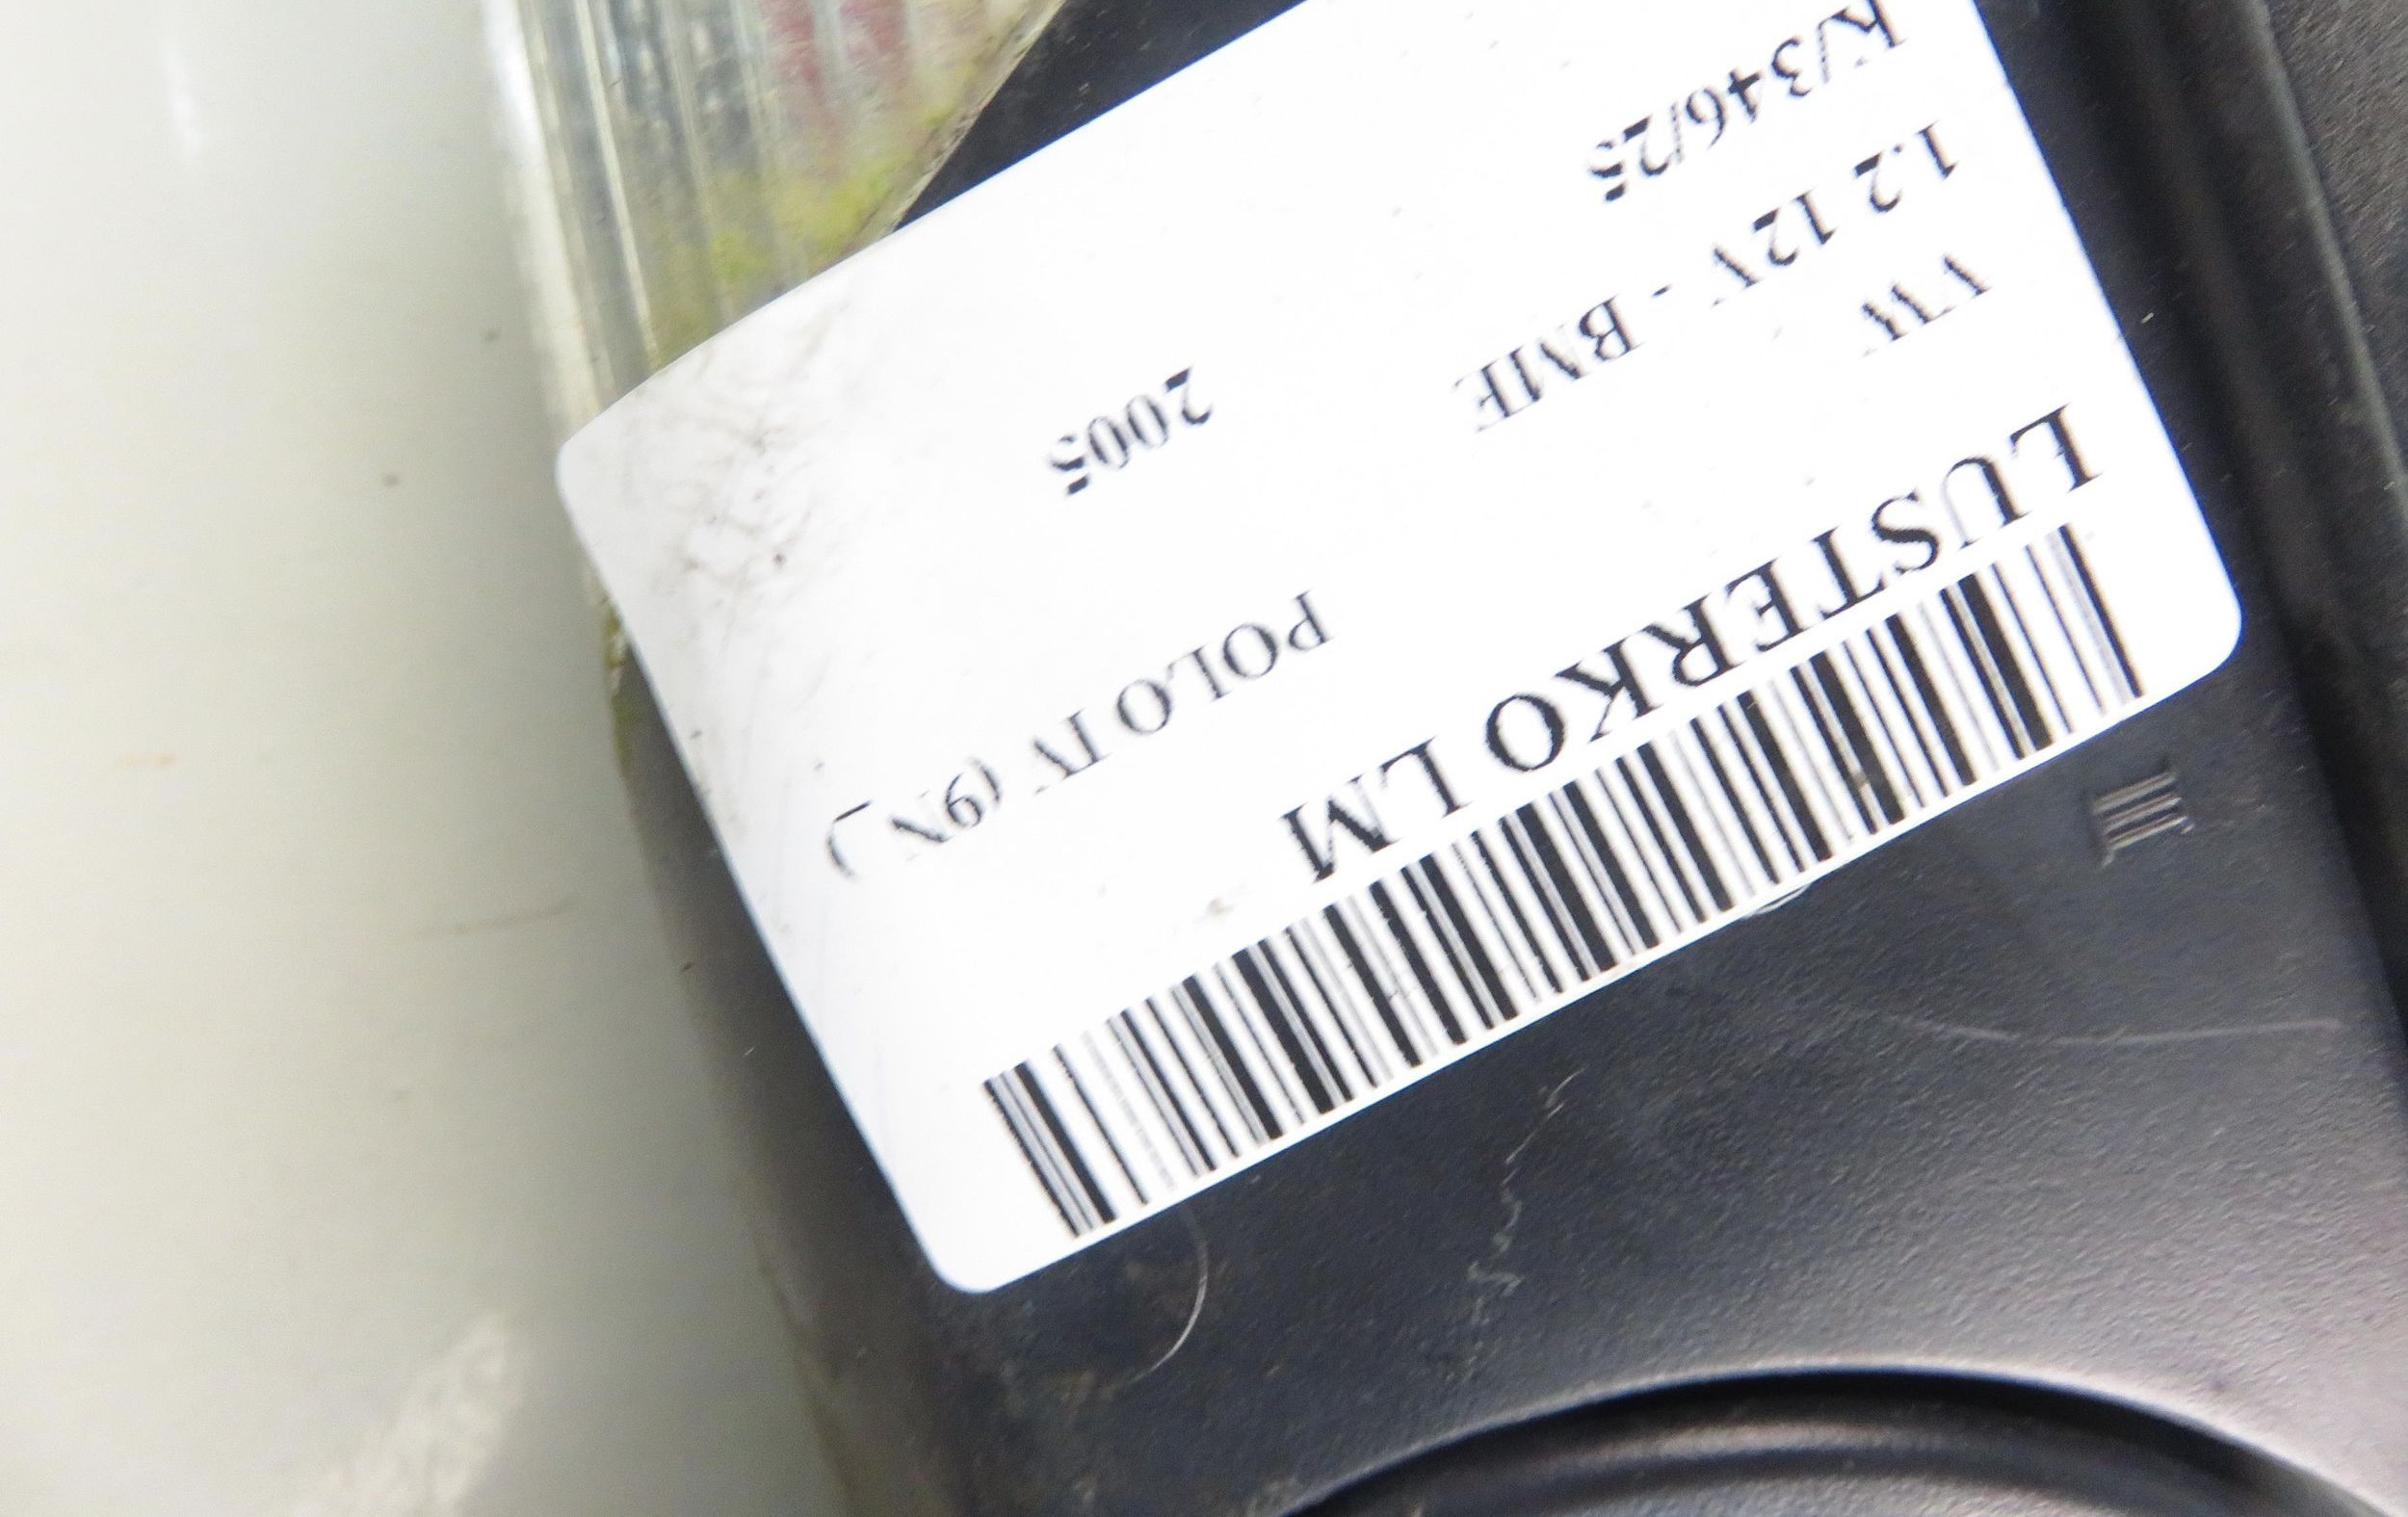 LUSTERKO LM
VW POLO IV (9N_)
1.2 12V - BME 2005
K/346/25